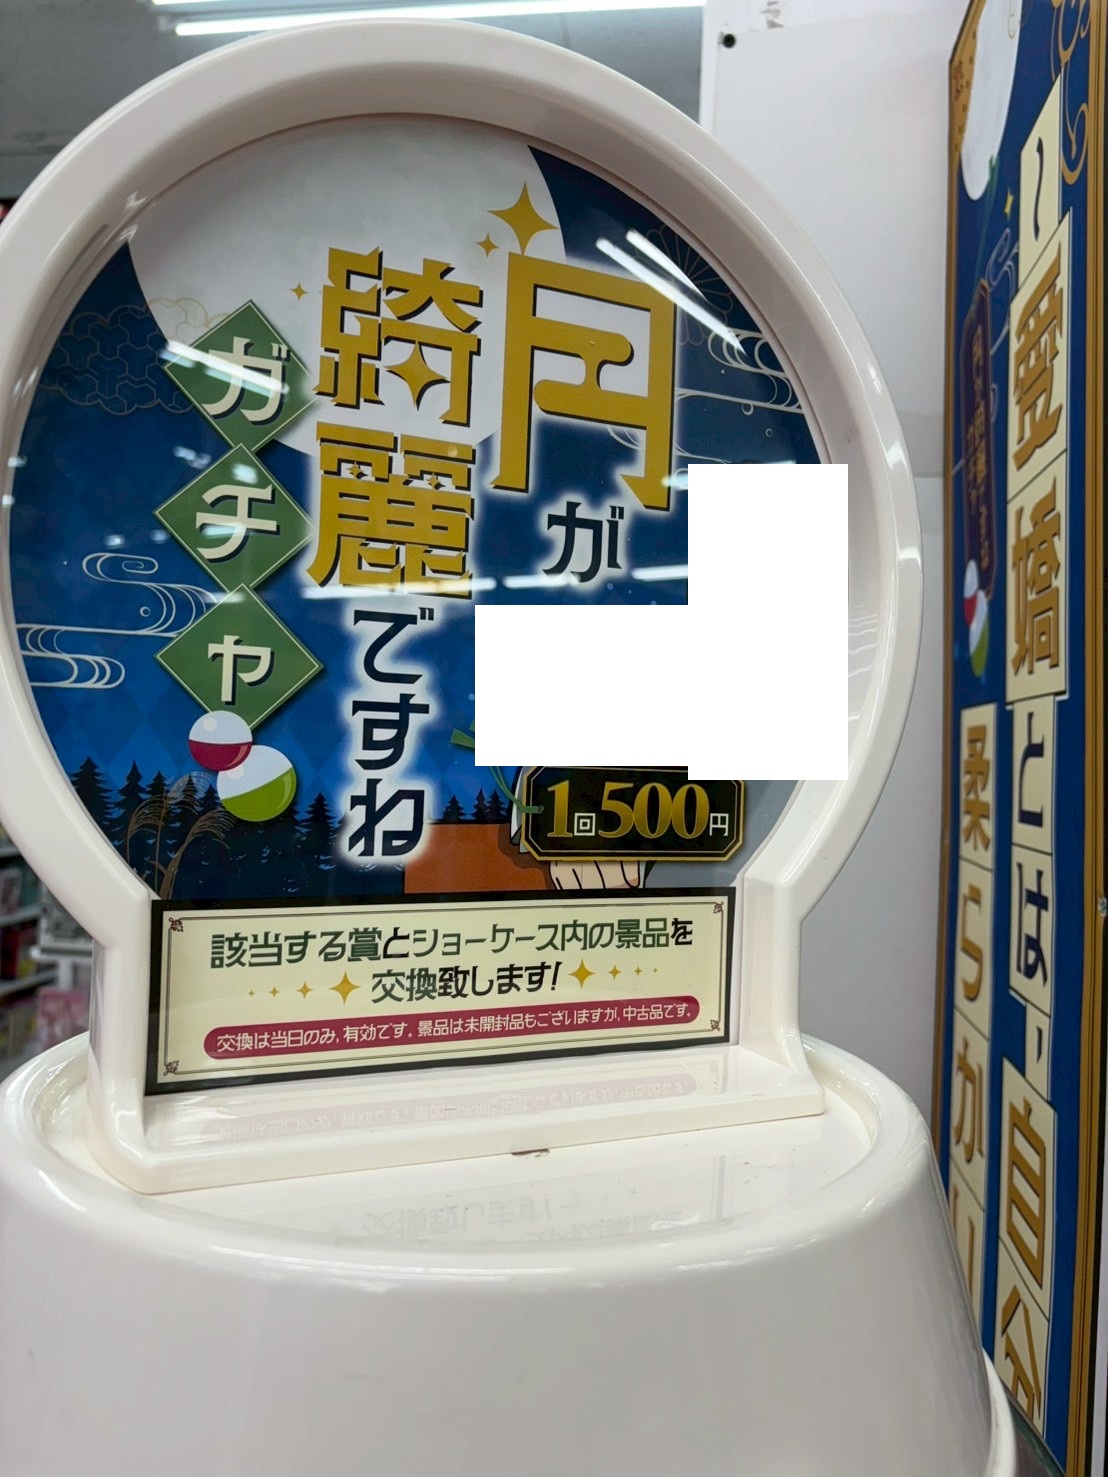 月が
綺麗ですね
ガチャ
1回500円
該当する賞とショーケース内の景品を
交換致します!
交換は当日のみ、有効です。景品は未開封品もございますが、中古品です。
とは、自分
柔らかい